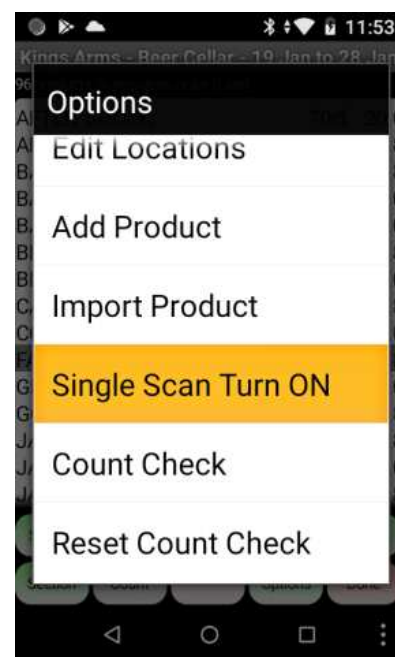 11:53
Kings Arms - Beer Cellar - 19 Jan to 28 Jan
96
Options
Edit Locations
Add Product
Import Product
Single Scan Turn ON
Count Check
Reset Count Check
Section Count Options Done